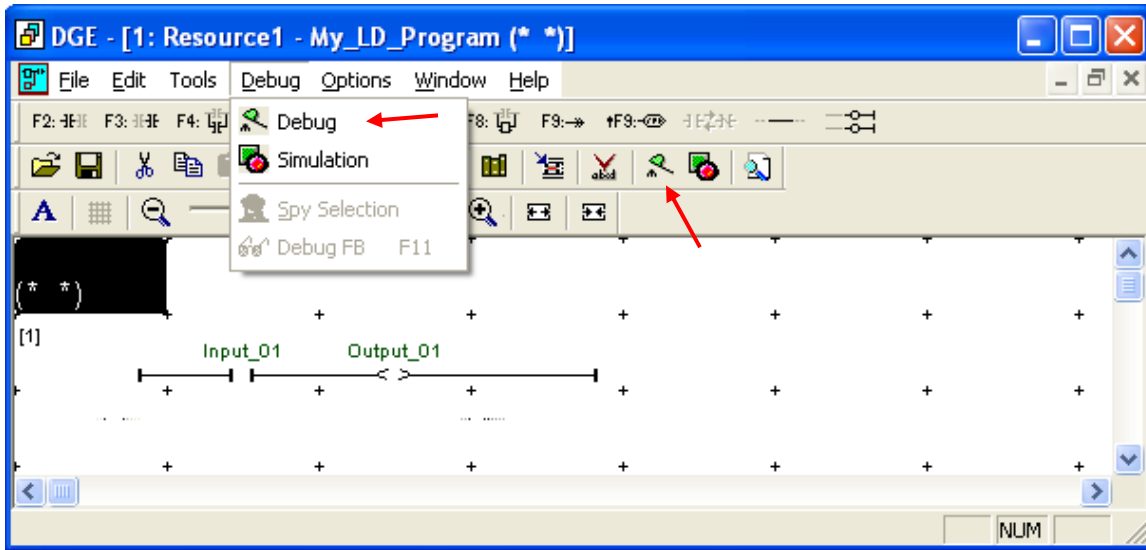 DGE - [1: Resource1 - My_LD_Program (* *)]
File Edit Tools Debug Options Window Help
F2: F3: F4: Debug F8: F9: F9:
Simulation
abcd
A Spy Selection
Debug FB F11
(* *)
[1]
Input_01 Output_01
NUM